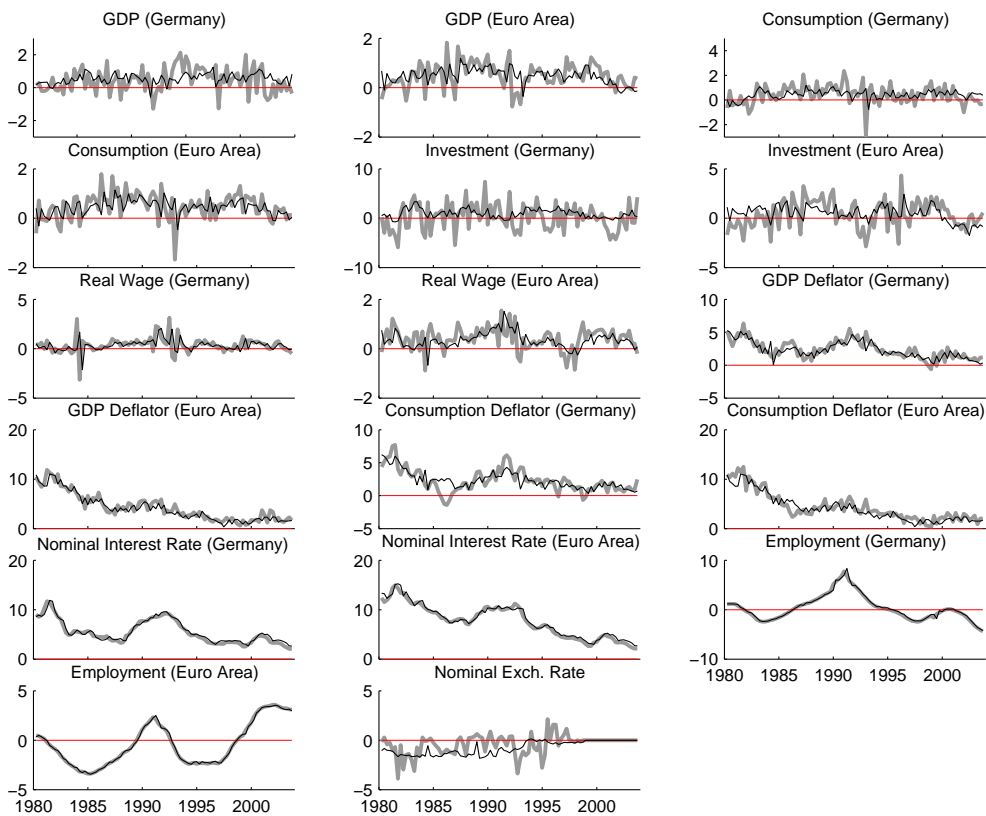 GDP (Germany)
2
0
−2
GDP (Euro Area)
2
0
−2
Consumption (Germany)
4
2
0
−2
Consumption (Euro Area)
2
0
−2
Investment (Germany)
10
0
−10
Investment (Euro Area)
5
0
−5
Real Wage (Germany)
5
0
−5
Real Wage (Euro Area)
2
0
−2
GDP Deflator (Germany)
10
5
0
−5
GDP Deflator (Euro Area)
20
10
0
Consumption Deflator (Germany)
10
5
0
−5
Consumption Deflator (Euro Area)
20
10
0
Nominal Interest Rate (Germany)
20
10
0
Nominal Interest Rate (Euro Area)
20
10
0
Employment (Germany)
10
0
−10
1980 1985 1990 1995 2000
Employment (Euro Area)
5
0
−5
1980 1985 1990 1995 2000
Nominal Exch. Rate
5
0
−5
1980 1985 1990 1995 2000